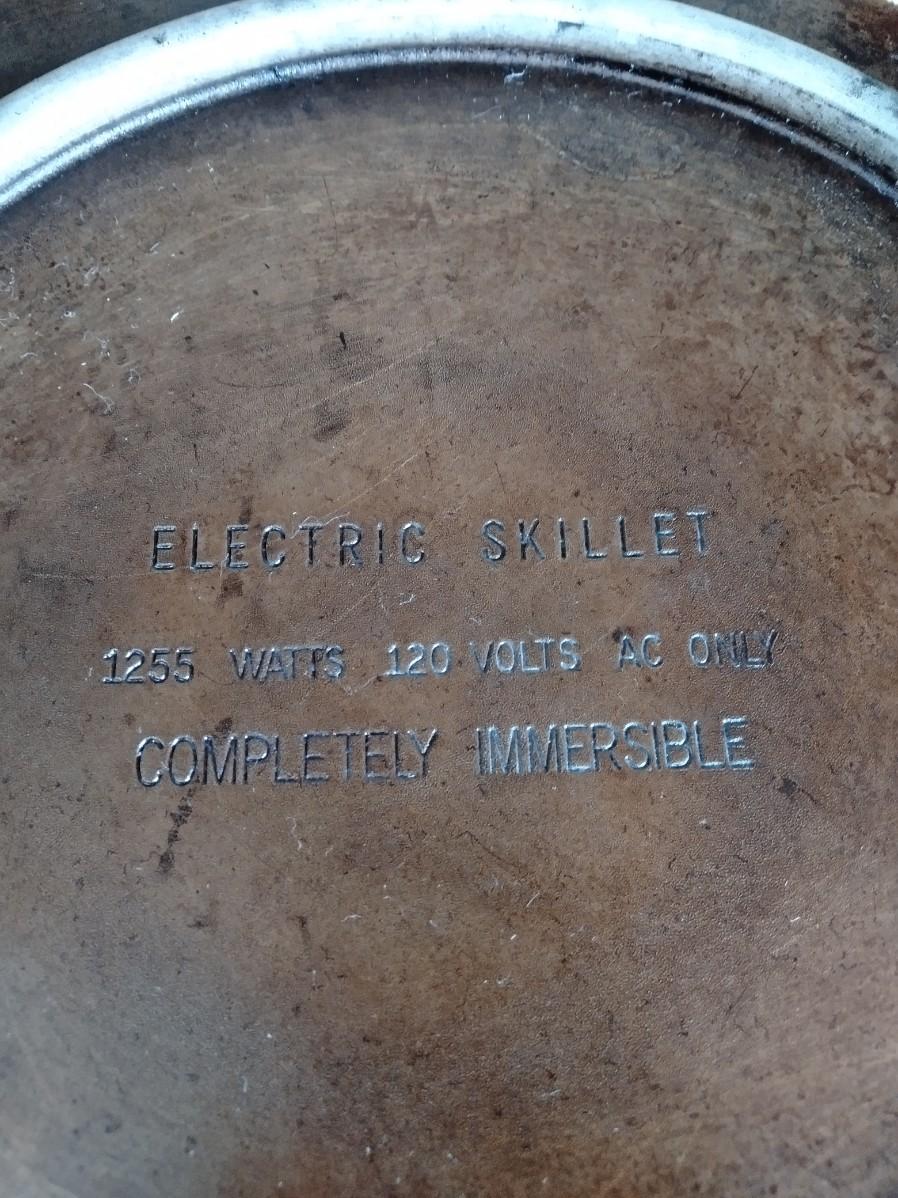 ELECTRIC SKILLET
1255 WATTS 120 VOLTS AC ONLY
COMPLETELY IMMERSIBLE